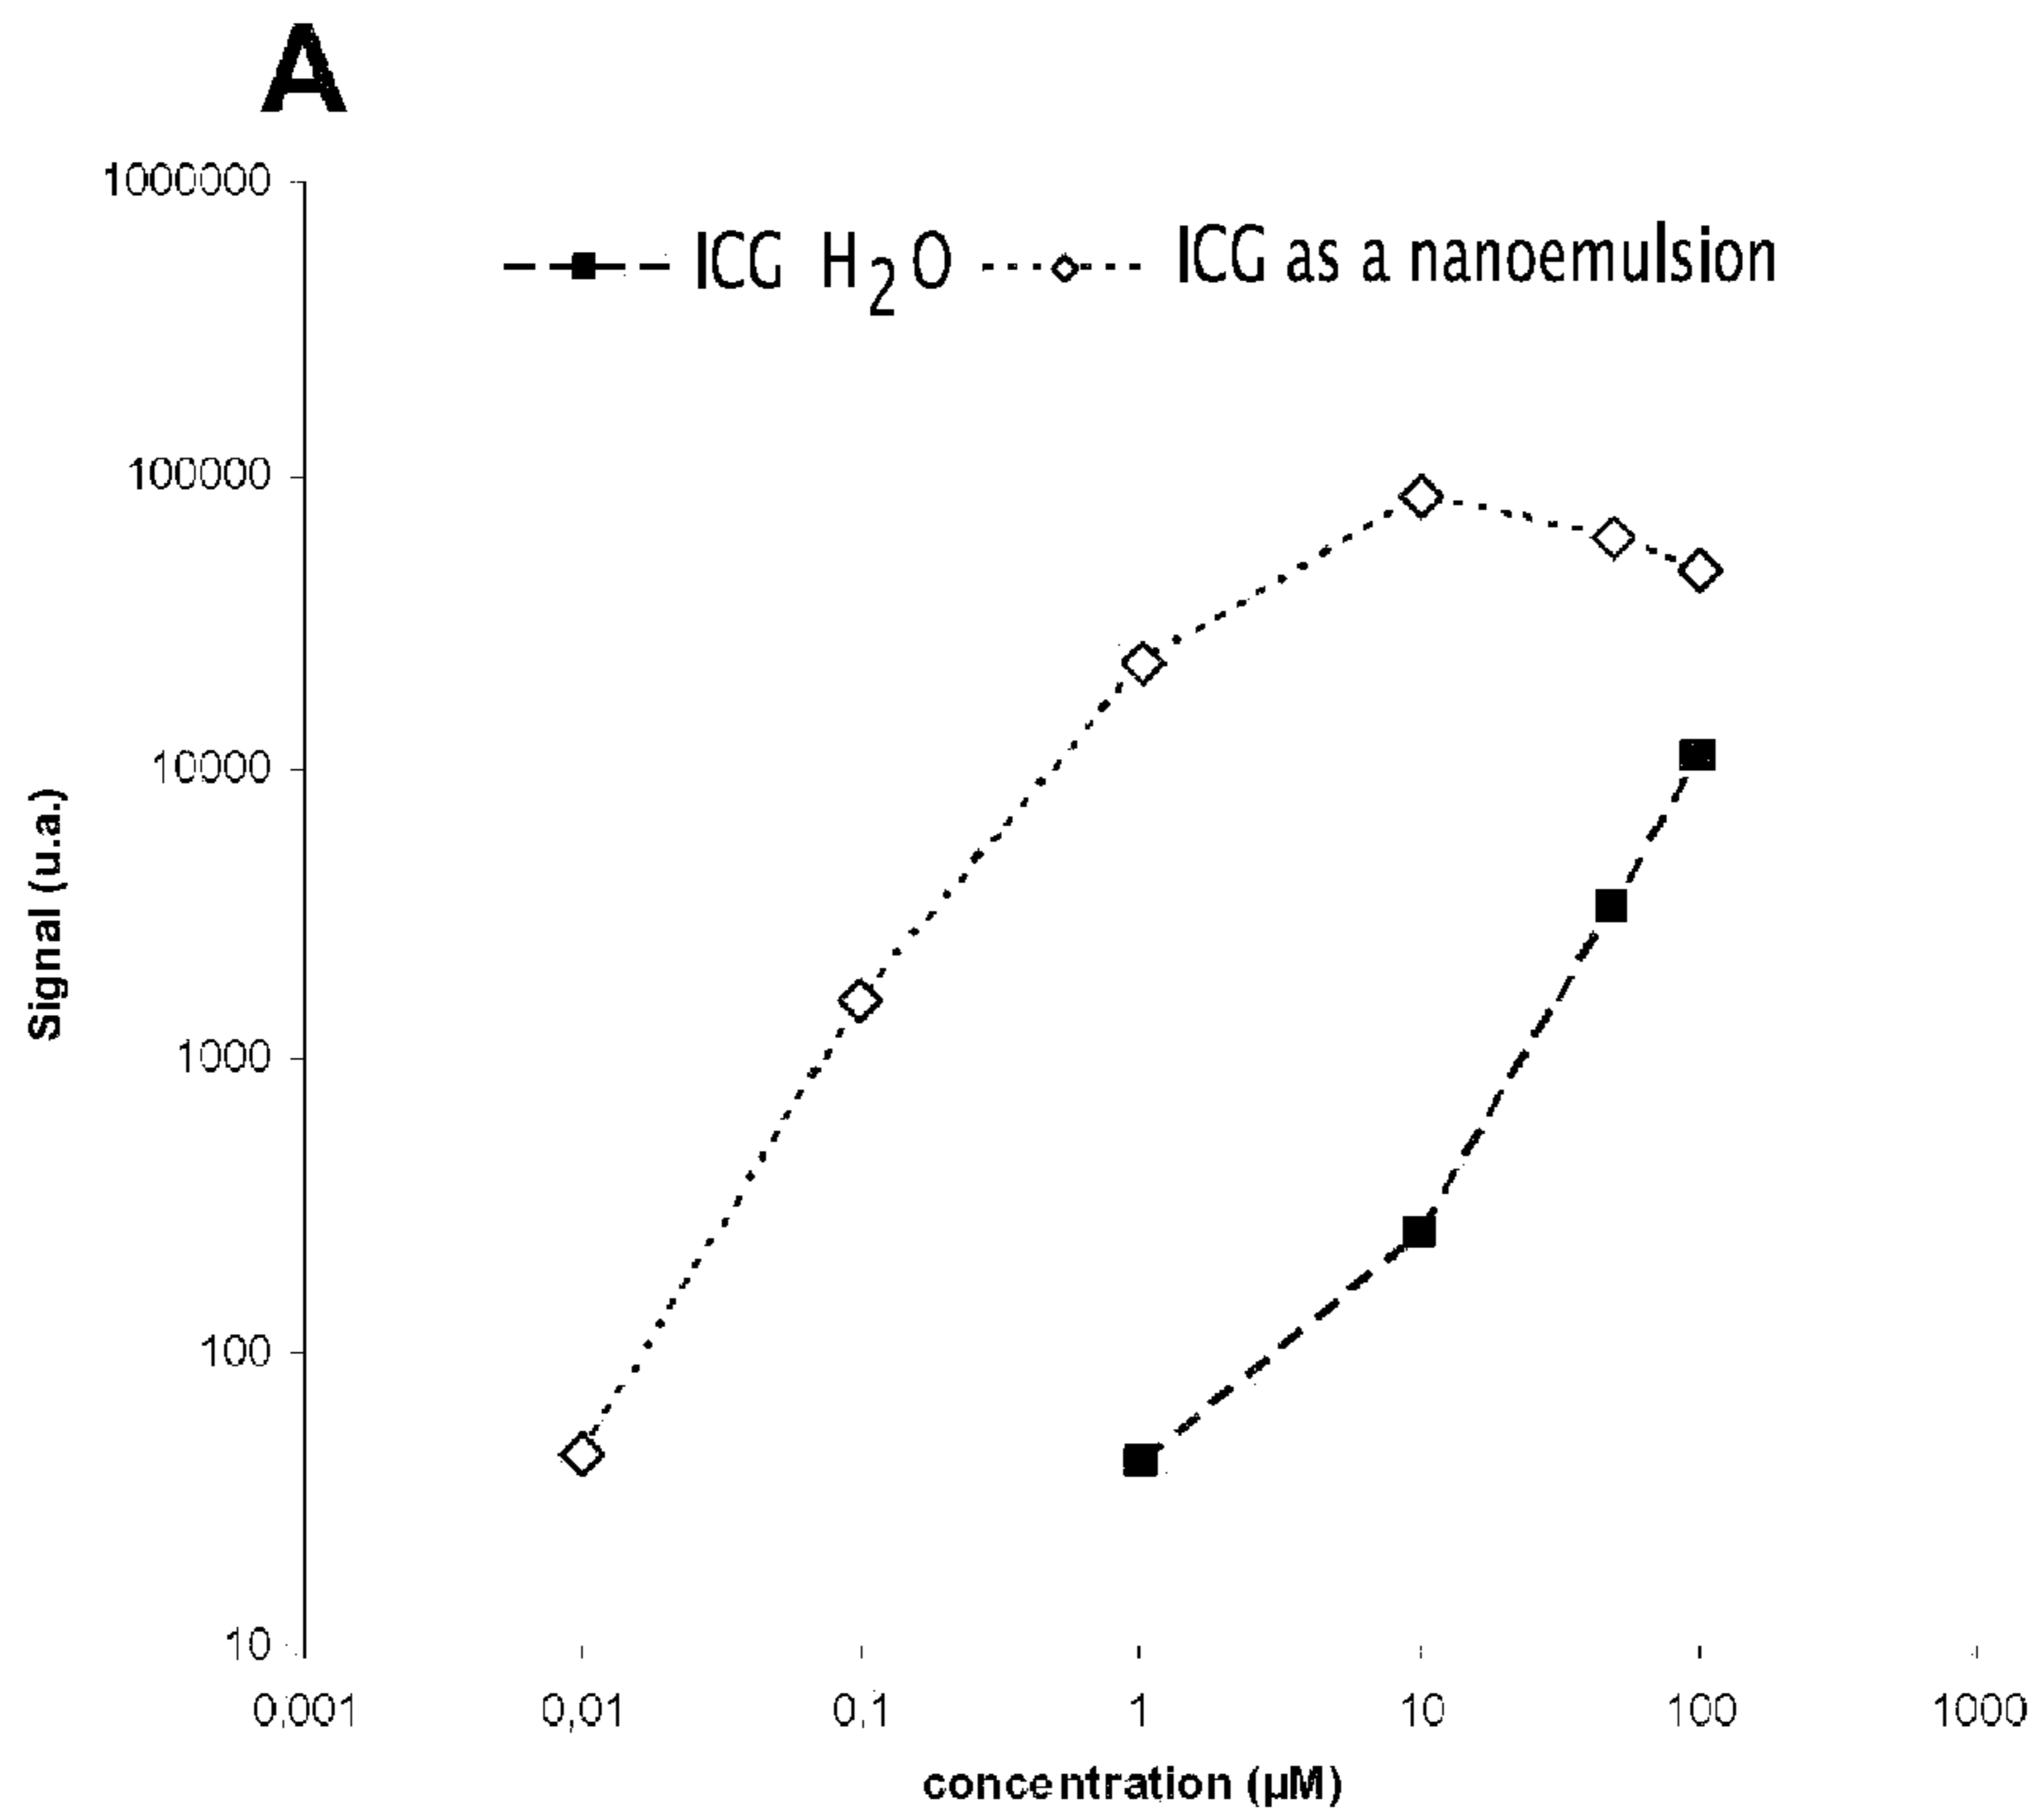 A
1000000
ICG H2O ICG as a nanoemulsion
100000
10000
1000
100
10
Signal (u.a.)
0,001 0,01 0,1 1 10 100 1000
concentration (µM)